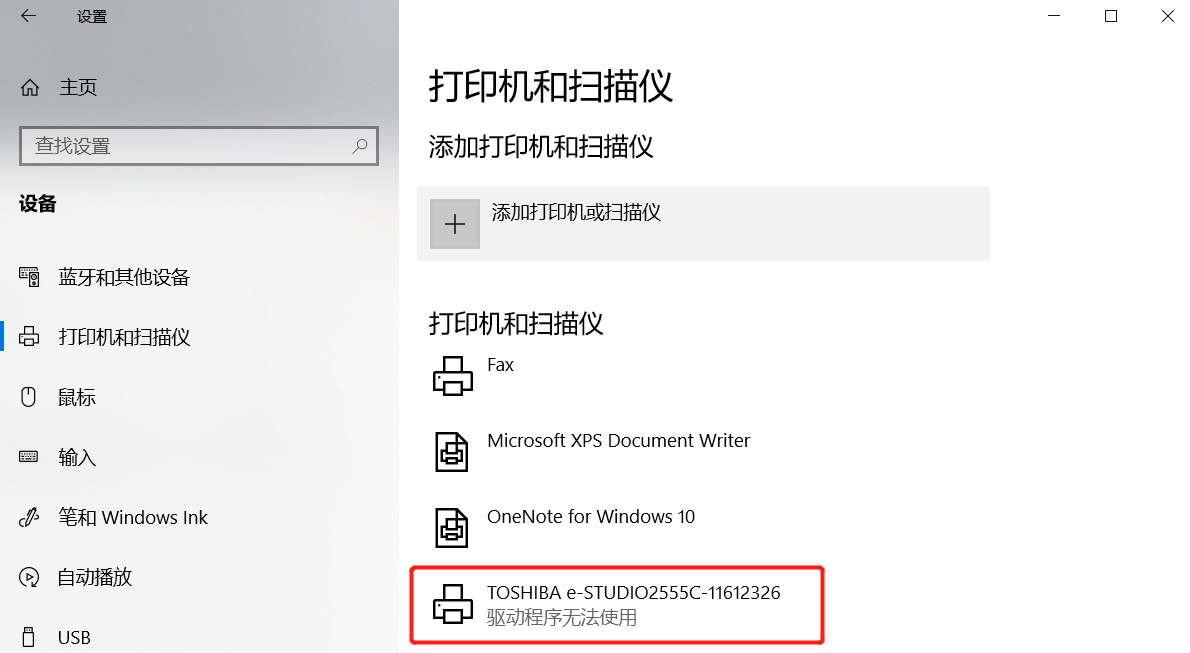 设置
主页
查找设置
设备
蓝牙和其他设备
打印机和扫描仪
鼠标
输入
笔和 Windows Ink
自动播放
USB
打印机和扫描仪
添加打印机和扫描仪
添加打印机或扫描仪
打印机和扫描仪
Fax
Microsoft XPS Document Writer
OneNote for Windows 10
TOSHIBA e-STUDIO2555C-11612326
驱动程序无法使用